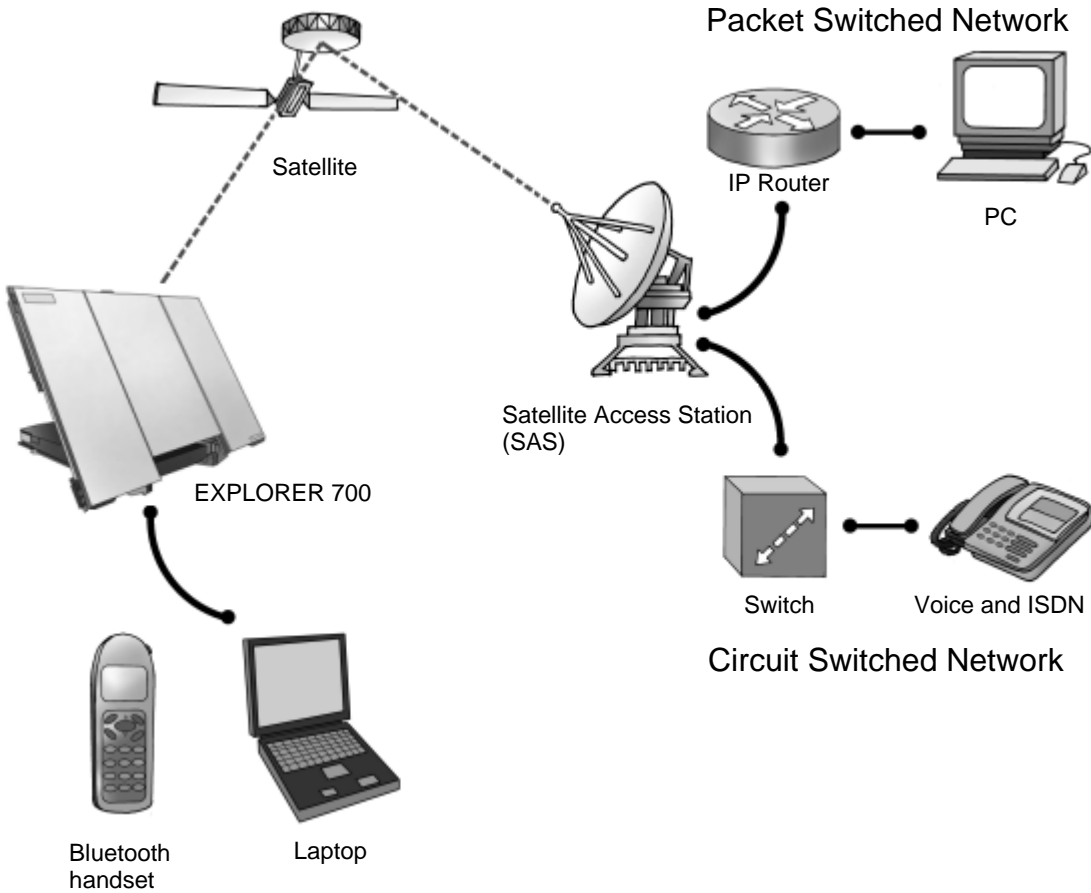 Packet Switched Network
Satellite
IP Router
PC
Satellite Access Station
(SAS)
EXPLORER 700
Switch
Voice and ISDN
Circuit Switched Network
Bluetooth
handset
Laptop